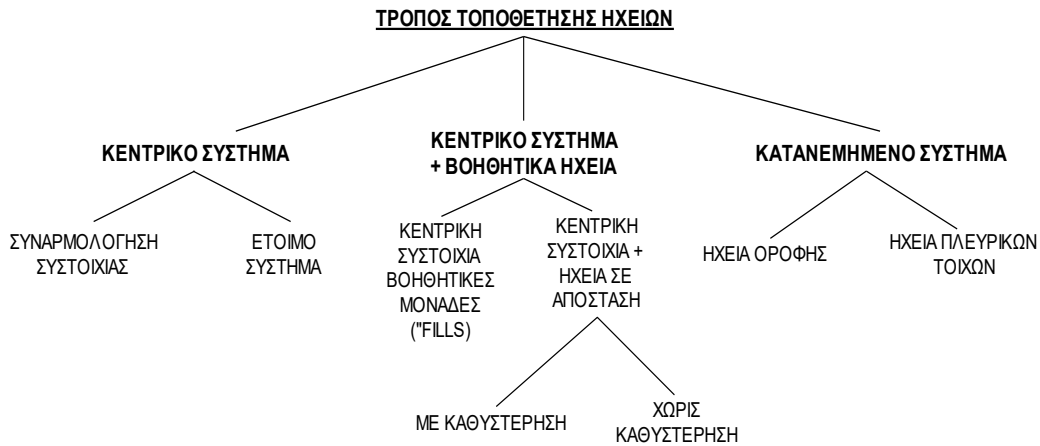 ΤΡΟΠΟΣ ΤΟΠΟΘΕΤΗΣΗΣ ΗΧΕΙΩΝ
ΚΕΝΤΡΙΚΟ ΣΥΣΤΗΜΑ
ΣΥΝΑΡΜΟΛΟΓΗΣΗ
ΣΥΣΤΟΙΧΙΑΣ
ΕΤΟΙΜΟ
ΣΥΣΤΗΜΑ
ΚΕΝΤΡΙΚΟ ΣΥΣΤΗΜΑ
+ ΒΟΗΘΗΤΙΚΑ ΗΧΕΙΑ
ΚΕΝΤΡΙΚΗ
ΣΥΣΤΟΙΧΙΑ
ΒΟΗΘΗΤΙΚΕΣ
ΜΟΝΑΔΕΣ
("FILLS)
ΚΕΝΤΡΙΚΗ
ΣΥΣΤΟΙΧΙΑ +
ΗΧΕΙΑ ΣΕ
ΑΠΟΣΤΑΣΗ
ΜΕ ΚΑΘΥΣΤΕΡΗΣΗ
ΧΩΡΙΣ
ΚΑΘΥΣΤΕΡΗΣΗ
ΚΑΤΑΝΕΜΗΜΕΝΟ ΣΥΣΤΗΜΑ
ΗΧΕΙΑ ΟΡΟΦΗΣ
ΗΧΕΙΑ ΠΛΕΥΡΙΚΩΝ
ΤΟΙΧΩΝ